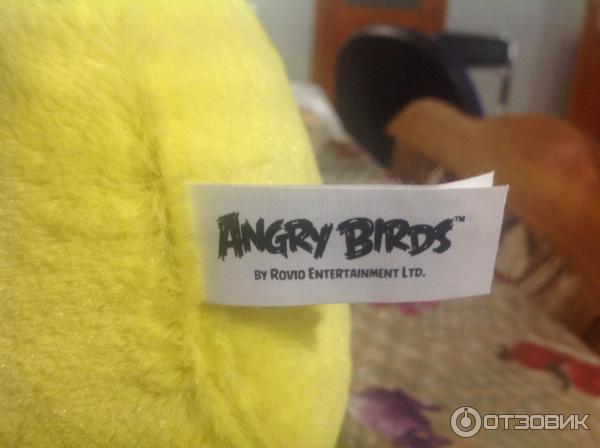 ANGRY BIRDS™
BY ROVIO ENTERTAINMENT LTD.
ОТЗОВИК